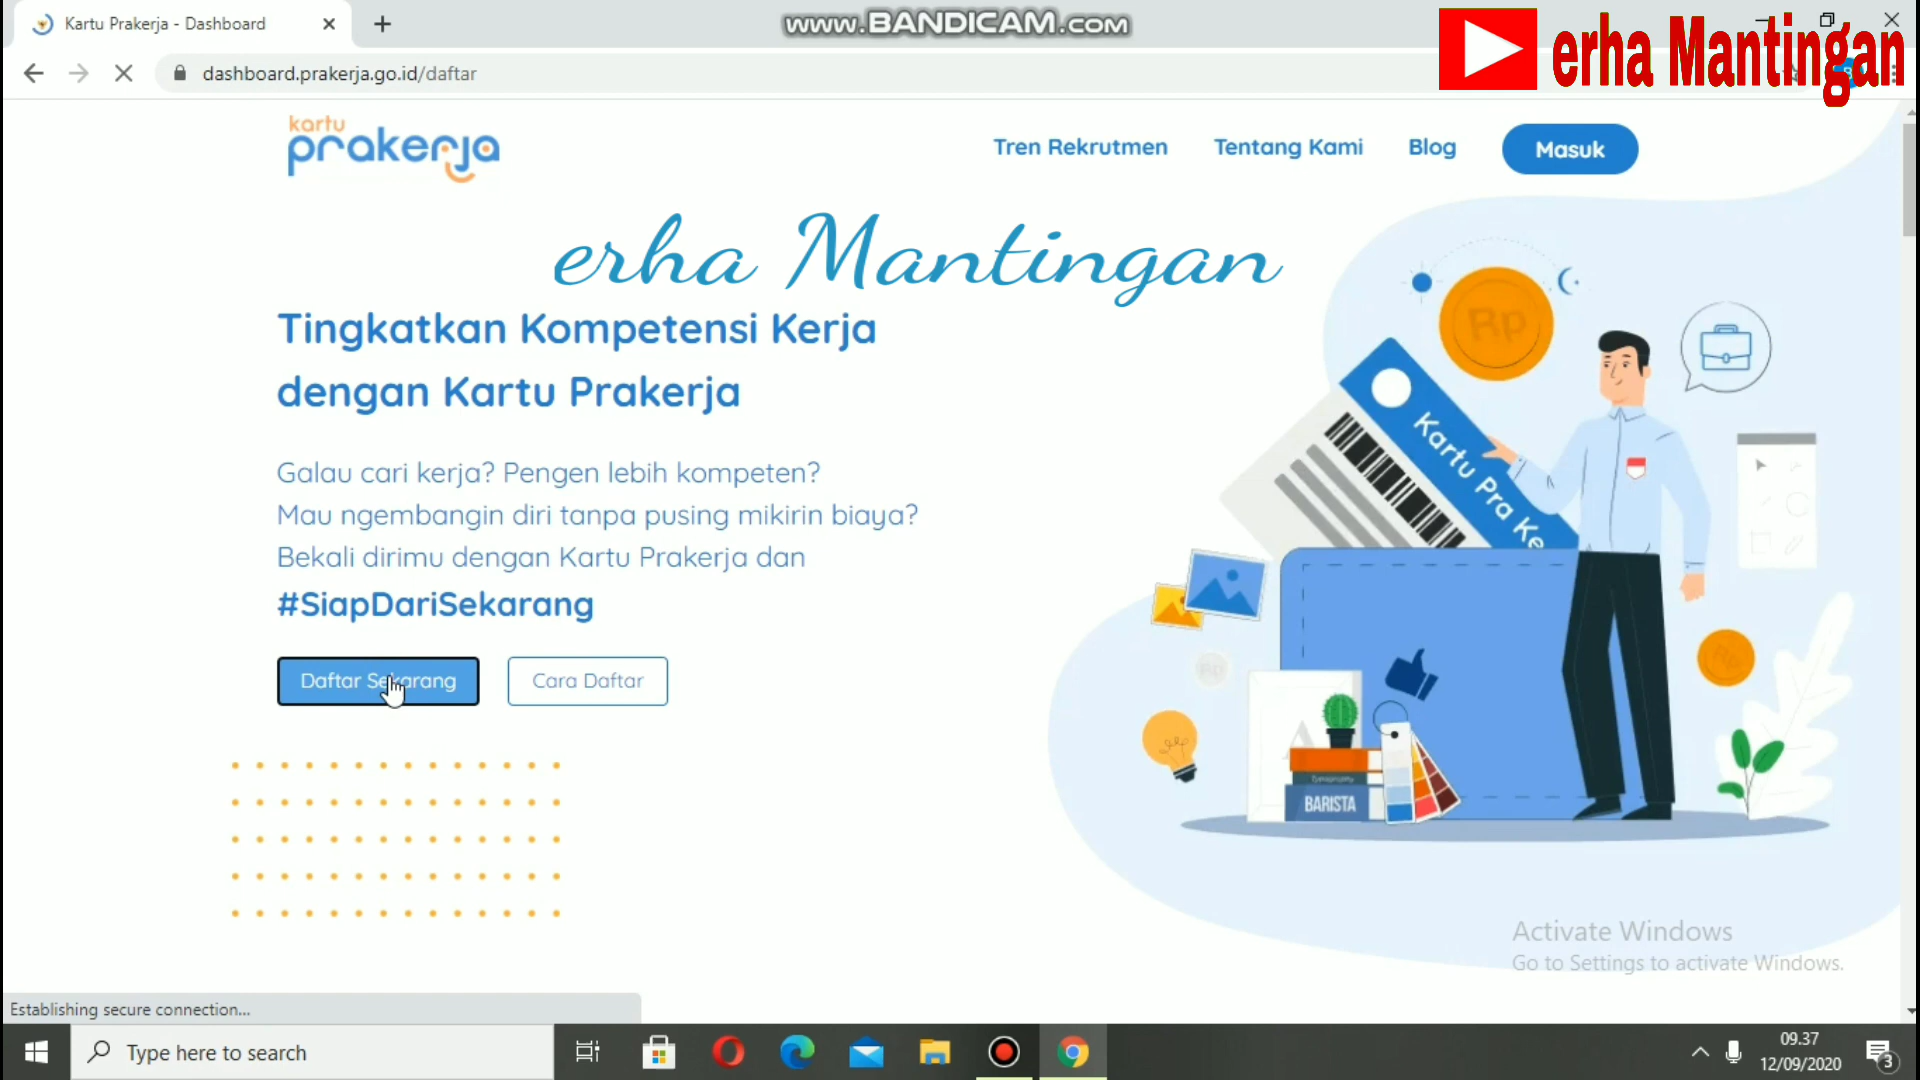 Kartu Prakerja - Dashboard
www.BANDICAM.com
erha Mantingan
dashboard.prakerja.go.id/daftar
kartu
prakerja
Tren Rekrutmen
Tentang Kami
Blog
Masuk
erha Mantingan
Tingkatkan Kompetensi Kerja
dengan Kartu Prakerja
Galau cari kerja? Pengen lebih kompeten?
Mau ngembangin diri tanpa pusing mikirin biaya?
Bekali dirimu dengan Kartu Prakerja dan
#SiapDariSekarang
Daftar Sekarang
Cara Daftar
Rp
Kartu Pra Ke
Rp
Rp
A
Typography
BARISTA
Activate Windows
Go to Settings to activate Windows.
Establishing secure connection...
Type here to search
09.37
12/09/2020
3